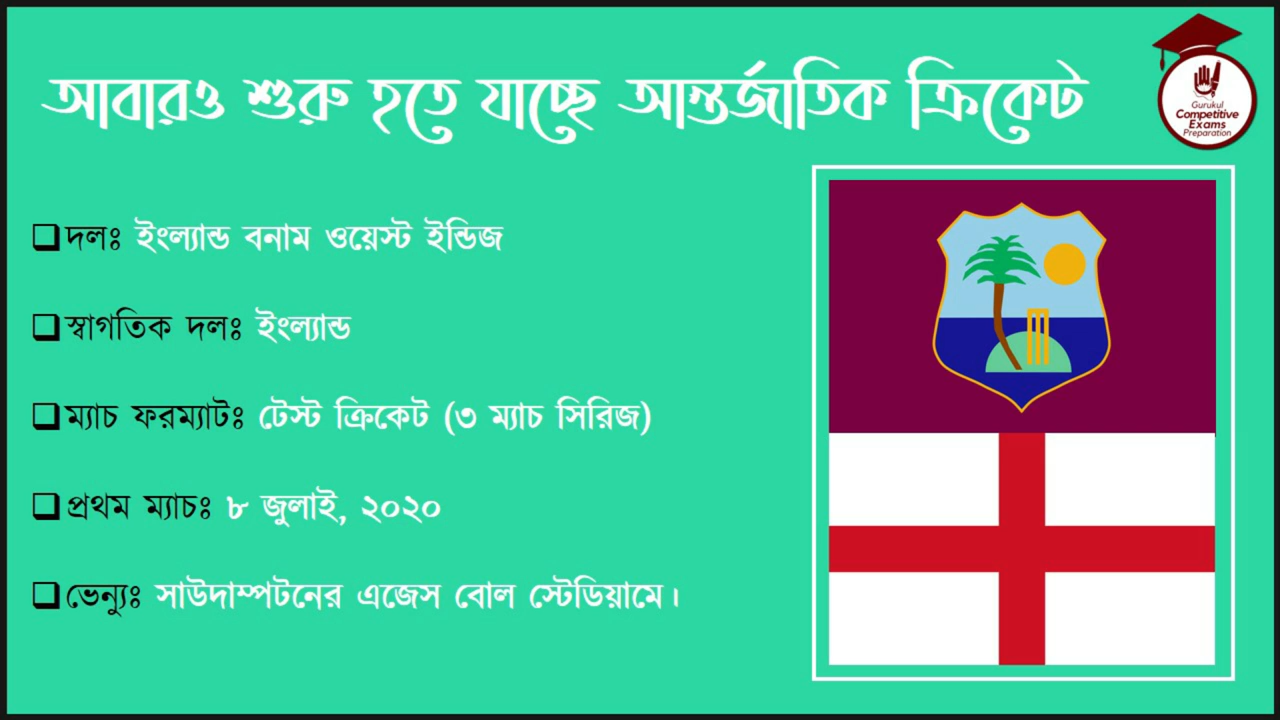 আবারও শুরু হতে যাচ্ছে আন্তর্জাতিক ক্রিকেট
Gurukul
Competitive
Exams
Preparation
দলঃ ইংল্যান্ড বনাম ওয়েস্ট ইন্ডিজ
স্বাগতিক দলঃ ইংল্যান্ড
ম্যাচ ফরম্যাটঃ টেস্ট ক্রিকেট (৩ ম্যাচ সিরিজ)
প্রথম ম্যাচঃ ৮ জুলাই, ২০২০
ভেন্যুঃ সাউদাম্পটনের এজেস বোল স্টেডিয়ামে।